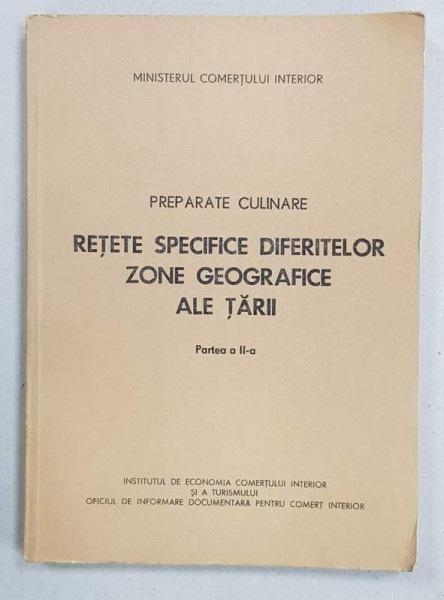 MINISTERUL COMERȚULUI INTERIOR
PREPARATE CULINARE
REȚETE SPECIFICE DIFERITELOR
ZONE GEOGRAFICE
ALE ȚĂRII
Partea a II-a
INSTITUTUL DE ECONOMIA COMERȚULUI INTERIOR
ȘI A TURISMULUI
OFICIUL DE INFORMARE DOCUMENTARĂ PENTRU COMERȚ INTERIOR